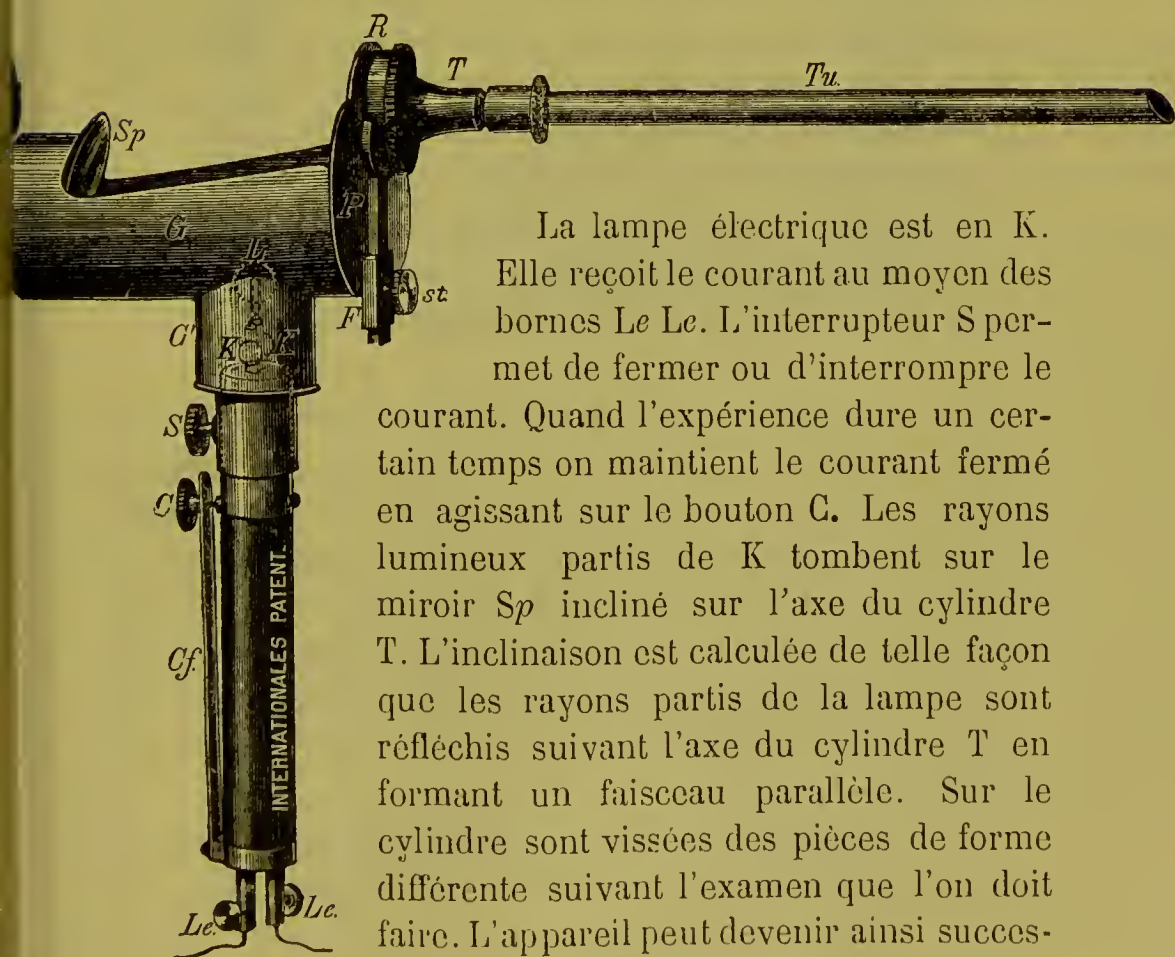 R
T
Tu.
Sp
G
L
P
st.
F
G'
K K
S
C
INTERNATIONALES PATENT.
Cf.
Le. Le.
La lampe électrique est en K.
Elle reçoit le courant au moyen des
bornes Le Le. L'interrupteur S per-
met de fermer ou d'interrompre le
courant. Quand l'expérience dure un cer-
tain temps on maintient le courant fermé
en agissant sur le bouton C. Les rayons
lumineux partis de K tombent sur le
miroir Sp incliné sur l'axe du cylindre
T. L'inclinaison est calculée de telle façon
que les rayons partis de la lampe sont
réfléchis suivant l'axe du cylindre T en
formant un faisceau parallèle. Sur le
cylindre sont vissées des pièces de forme
différente suivant l'examen que l'on doit
faire. L'appareil peut devenir ainsi succes-